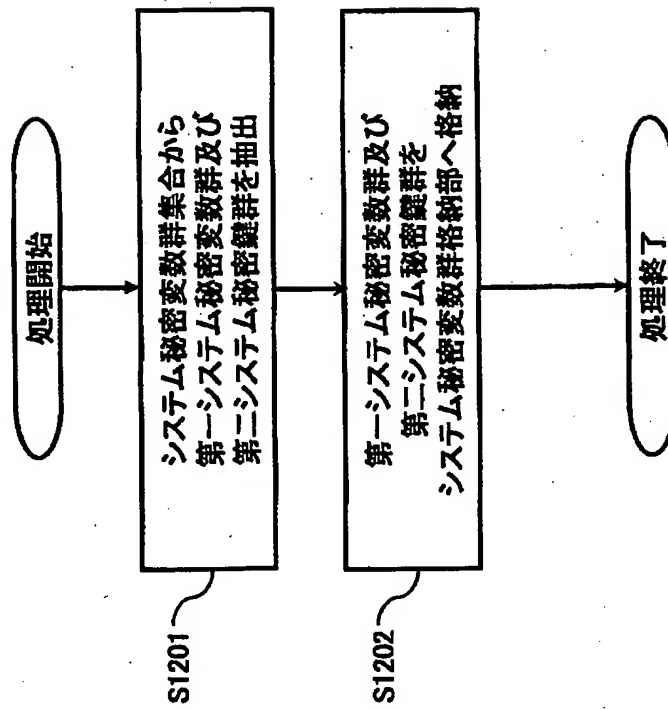 処理開始
S1201
システム秘密変数群集合から
第一システム秘密変数群及び
第二システム秘密鍵群を抽出
S1202
第一システム秘密変数群及び
第二システム秘密鍵群を
システム秘密変数群格納部へ格納
処理終了